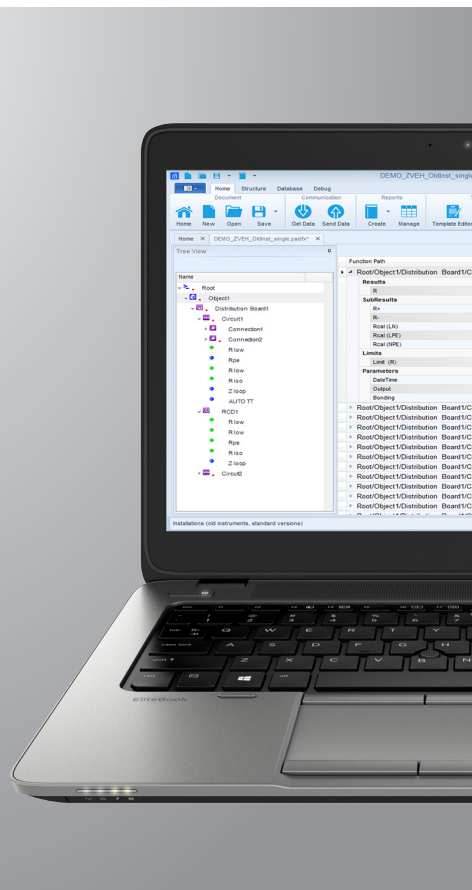 DEMO_ZVEH_OldInst_single
Home Structure Database Debug
Document Communication Reports
Home New Open Save Get Data Send Data Create Manage Template Editor
Home DEMO_ZVEH_OldInst_single.padfx*
Tree View
Function Path
Name
Root
Object1
Distribution Board1
Circuit1
Connection1
Connection2
R low
Rpe
R low
R iso
Z loop
AUTO TT
RCD1
R low
R low
Rpe
R iso
Z loop
Circuit2
Root/Object1/Distribution Board1/C
Results
R
SubResults
R+
R-
Rcal (LN)
Rcal (LPE)
Rcal (NPE)
Limits
Limit (R)
Parameters
DateTime
Output
Bonding
Root/Object1/Distribution Board1/C
Root/Object1/Distribution Board1/C
Root/Object1/Distribution Board1/C
Root/Object1/Distribution Board1/C
Root/Object1/Distribution Board1/C
Root/Object1/Distribution Board1/C
Root/Object1/Distribution Board1/C
Root/Object1/Distribution Board1/C
Root/Object1/Distribution Board1/C
Root/Object1/Distribution Board1/C
Installations (old instruments, standard versions)
Q W E R T Y
caps lock A S D F G H
shift Z X C V B N
EliteBook